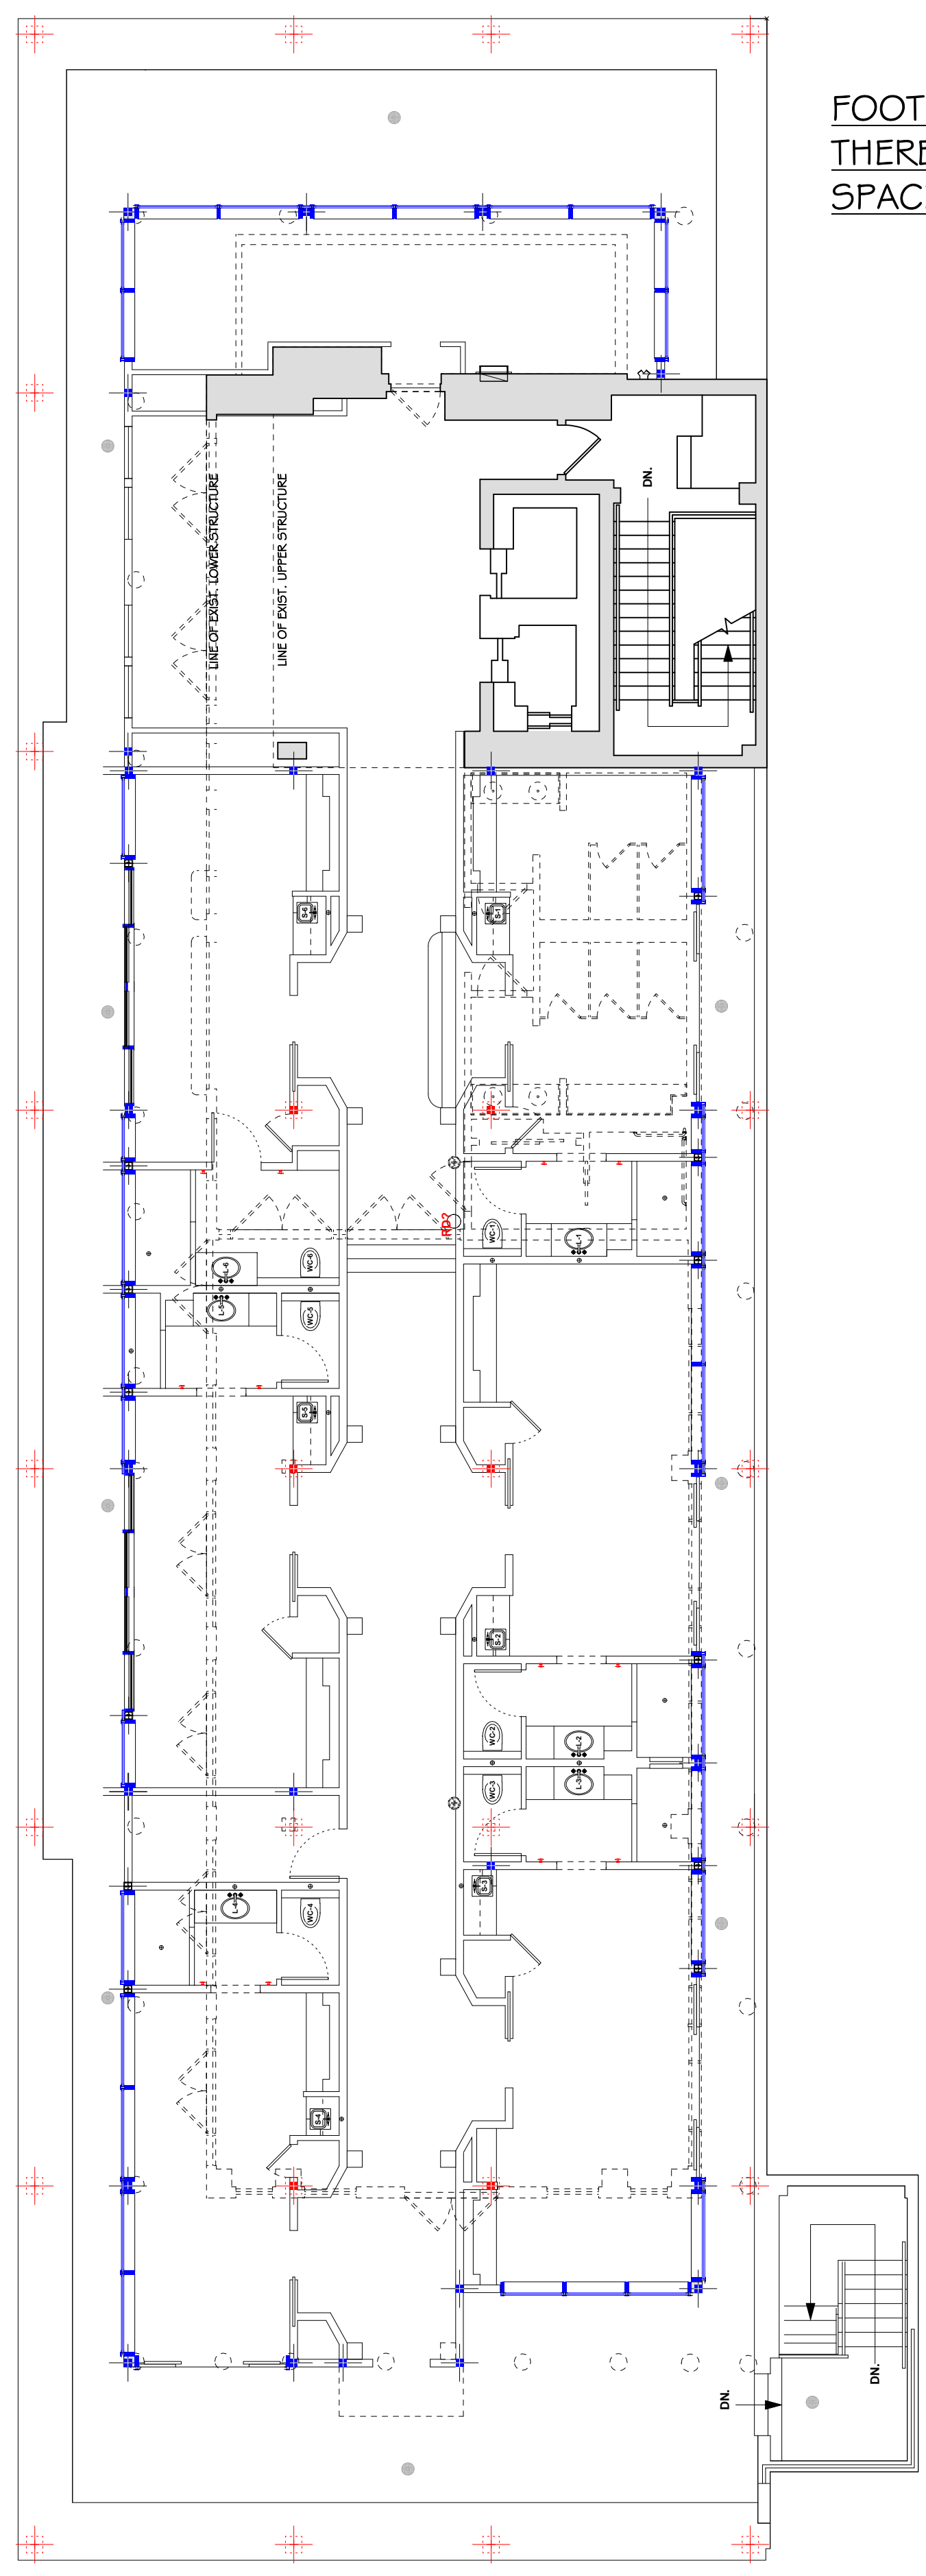 FOOT
THERE
SPAC
DN.
LINE OF EXIST. LOWER STRUCTURE
LINE OF EXIST. UPPER STRUCTURE
S-6
S-1
RD?
WC-1
L-1
L-6
WC-6
L-5
WC-5
S-5
S-2
WC-2
L-2
WC-3
L-3
S-3
L-4
WC-4
S-4
DN.
DN.